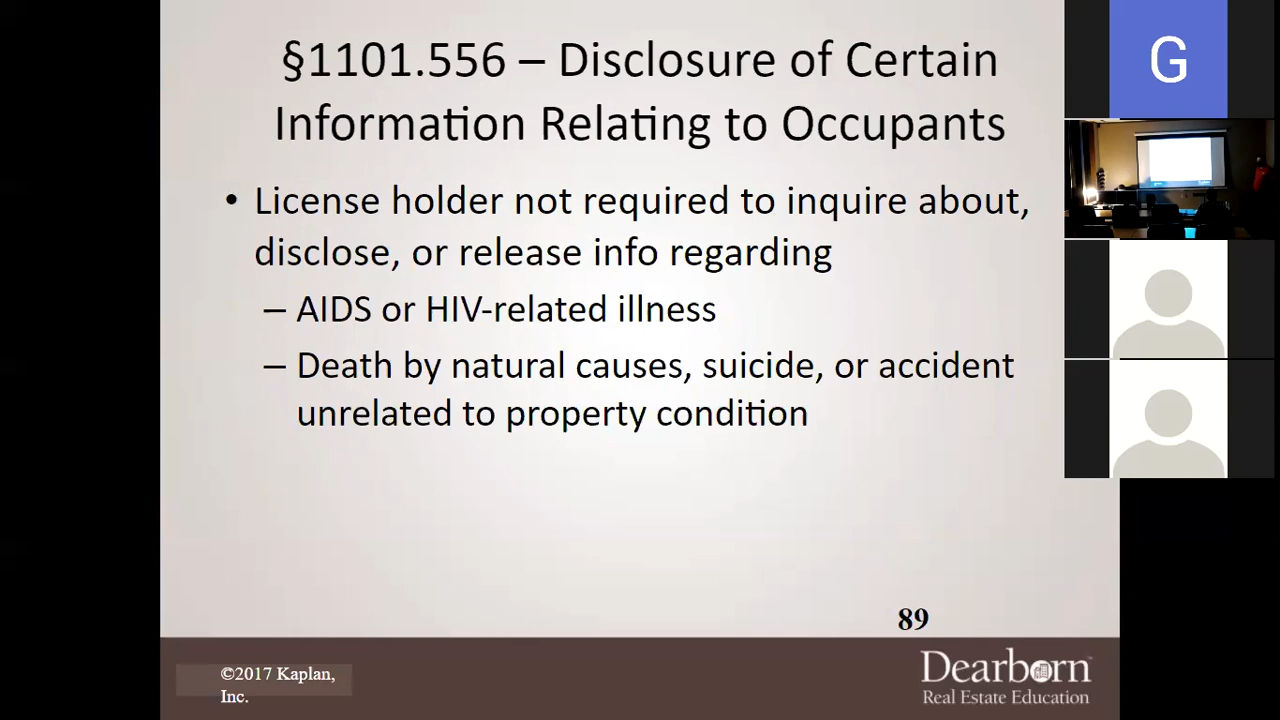 §1101.556 – Disclosure of Certain
Information Relating to Occupants
• License holder not required to inquire about,
disclose, or release info regarding
– AIDS or HIV-related illness
– Death by natural causes, suicide, or accident
unrelated to property condition
89
©2017 Kaplan,
Inc.
Dearborn™
Real Estate Education
G